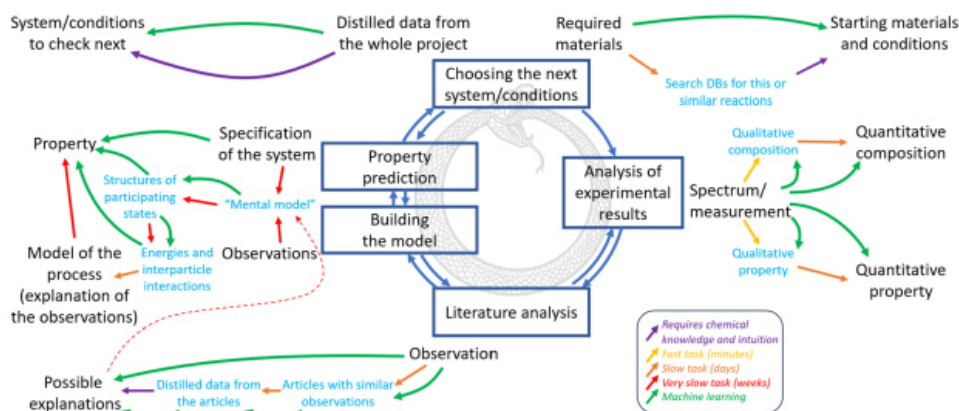 System/conditions
to check next
Distilled data from
the whole project
Required
materials
Starting materials
and conditions
Search DBs for this or
similar reactions
Choosing the next
system/conditions
Property
prediction
Building
the model
Analysis of
experimental
results
Literature analysis
Property
Specification
of the system
Structures of
participating
states
“Mental model”
Energies and
interparticle
interactions
Observations
Model of the
process
(explanation of
the observations)
Qualitative
composition
Quantitative
composition
Spectrum/
measurement
Qualitative
property
Quantitative
property
Observation
Possible
explanations
Distilled data from
the articles
Articles with similar
observations
Requires chemical
knowledge and intuition
Fast task (minutes)
Slow task (days)
Very slow task (weeks)
Machine learning